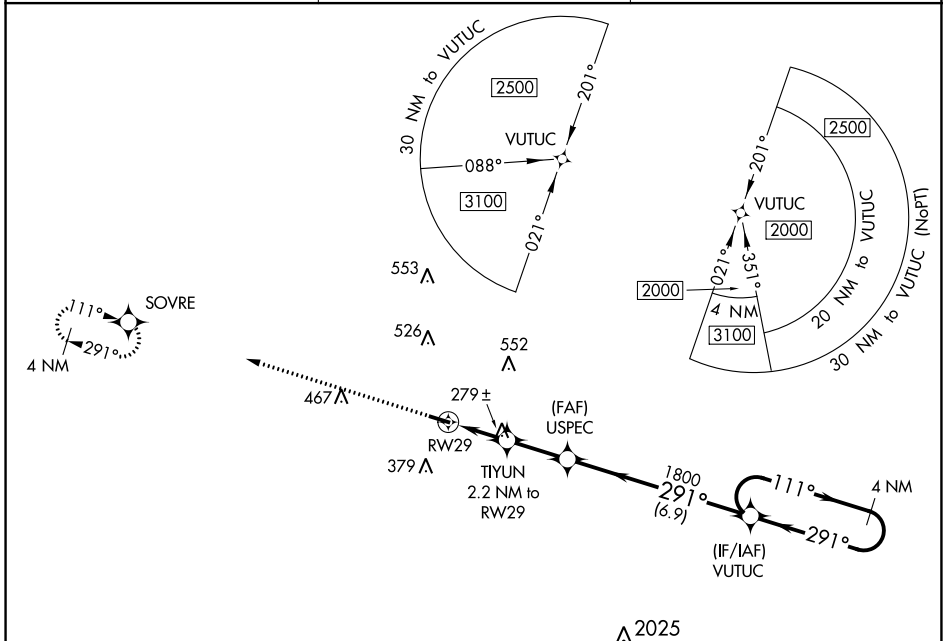 30 NM to VUTUC
2500
201°
VUTUC
088°
3100
021°
201°
2500
VUTUC
2000
021°
351°
2000
4 NM
3100
20 NM to VUTUC
30 NM to VUTUC (NoPT)
553
526
552
SOVRE
111°
291°
4 NM
467
279±
RW29
379
TIYUN
2.2 NM to
RW29
(FAF)
USPEC
1800
291°
(6.9)
111°
4 NM
291°
(IF/IAF)
VUTUC
2025